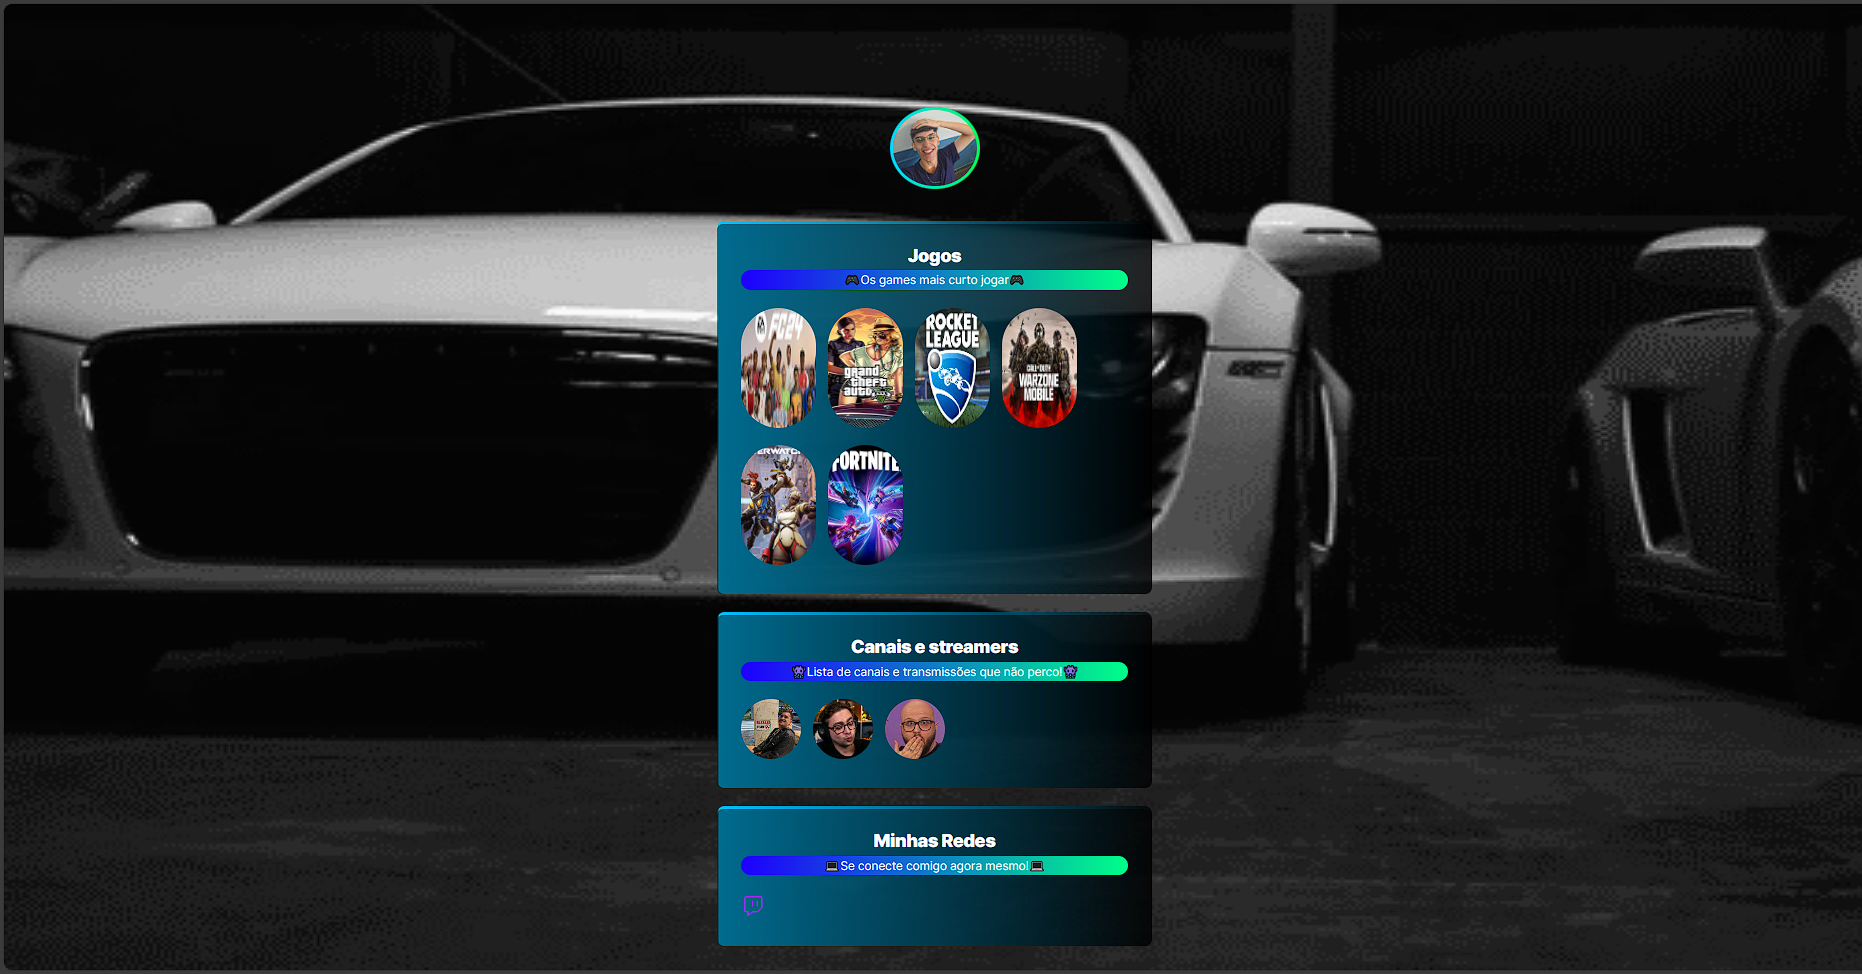 Jogos
🎮Os games mais curto jogar🎮
FC24
grand
theft
auto
ROCKET
LEAGUE
CALL OF DUTY
WARZONE
MOBILE
ERWATC
FORTNITE
Canais e streamers
👾Lista de canais e transmissões que não perco!👾
Minhas Redes
💻Se conecte comigo agora mesmo!💻